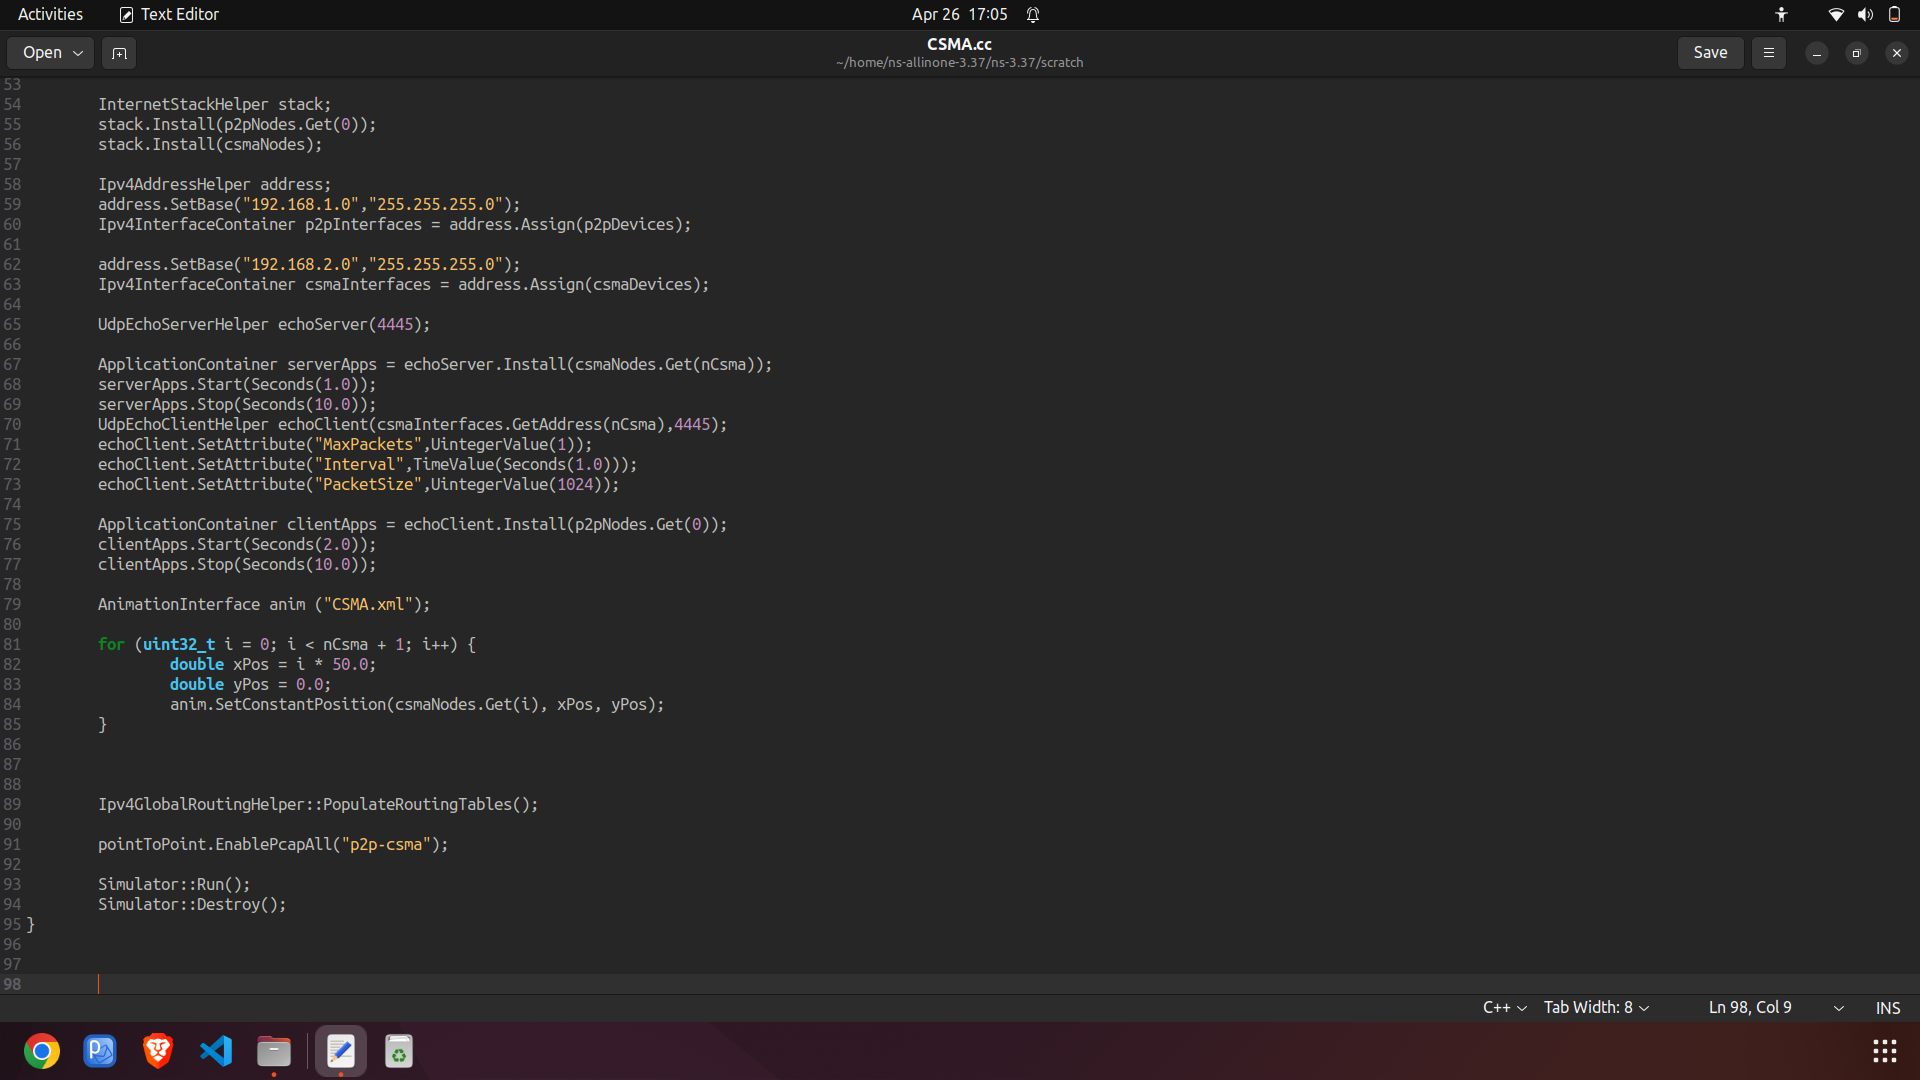 Activities
Text Editor
Apr 26 17:05
Open
CSMA.cc
~/home/ns-allinone-3.37/ns-3.37/scratch
Save
53
54 InternetStackHelper stack;
55 stack.Install(p2pNodes.Get(0));
56 stack.Install(csmaNodes);
57
58 Ipv4AddressHelper address;
59 address.SetBase("192.168.1.0","255.255.255.0");
60 Ipv4InterfaceContainer p2pInterfaces = address.Assign(p2pDevices);
61
62 address.SetBase("192.168.2.0","255.255.255.0");
63 Ipv4InterfaceContainer csmaInterfaces = address.Assign(csmaDevices);
64
65 UdpEchoServerHelper echoServer(4445);
66
67 ApplicationContainer serverApps = echoServer.Install(csmaNodes.Get(nCsma));
68 serverApps.Start(Seconds(1.0));
69 serverApps.Stop(Seconds(10.0));
70 UdpEchoClientHelper echoClient(csmaInterfaces.GetAddress(nCsma),4445);
71 echoClient.SetAttribute("MaxPackets",UintegerValue(1));
72 echoClient.SetAttribute("Interval",TimeValue(Seconds(1.0)));
73 echoClient.SetAttribute("PacketSize",UintegerValue(1024));
74
75 ApplicationContainer clientApps = echoClient.Install(p2pNodes.Get(0));
76 clientApps.Start(Seconds(2.0));
77 clientApps.Stop(Seconds(10.0));
78
79 AnimationInterface anim ("CSMA.xml");
80
81 for (uint32_t i = 0; i < nCsma + 1; i++) {
82 double xPos = i * 50.0;
83 double yPos = 0.0;
84 anim.SetConstantPosition(csmaNodes.Get(i), xPos, yPos);
85 }
86
87
88
89 Ipv4GlobalRoutingHelper::PopulateRoutingTables();
90
91 pointToPoint.EnablePcapAll("p2p-csma");
92
93 Simulator::Run();
94 Simulator::Destroy();
95 }
96
97
98
C++ Tab Width: 8 Ln 98, Col 9 INS